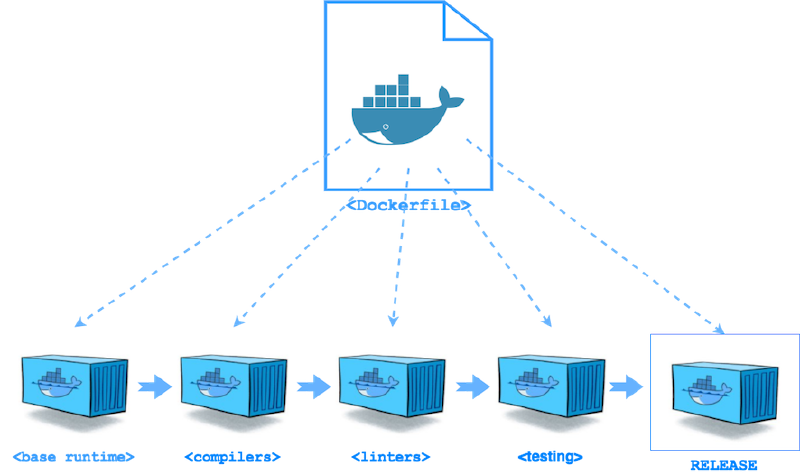 <Dockerfile>
<base runtime>
<compilers>
<linters>
<testing>
RELEASE